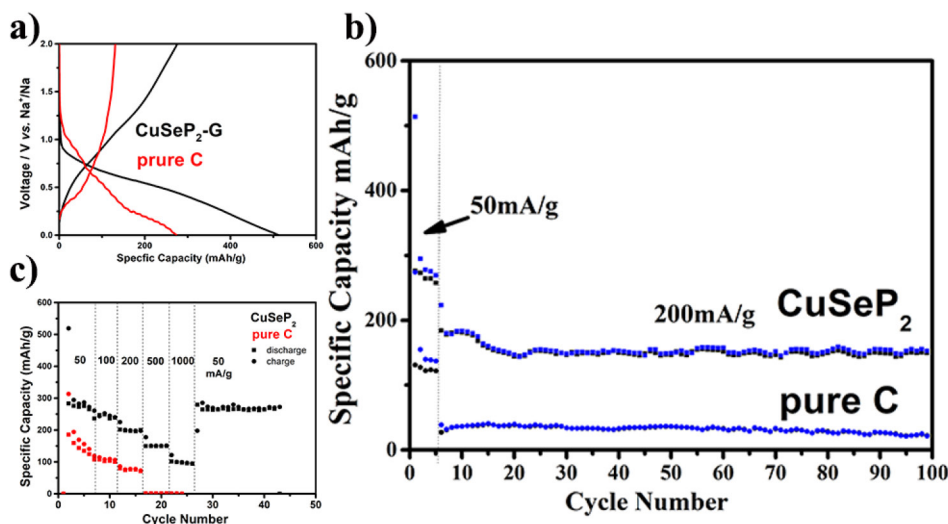 a)
2.0
1.5
1.0
0.5
0.0
0
200
400
600
Voltage / V vs. Na⁺/Na
Specfic Capacity (mAh/g)
CuSeP₂-G
prure C
b)
600
400
200
0
0 10 20 30 40 50 60 70 80 90 100
Specific Capacity mAh/g
Cycle Number
50mA/g
200mA/g
CuSeP₂
pure C
c)
600
500
400
300
200
100
0
0 10 20 30 40 50
Specific Capacity (mAh/g)
Cycle Number
CuSeP₂
pure C
discharge
charge
50 100 200 500 1000 50
mA/g